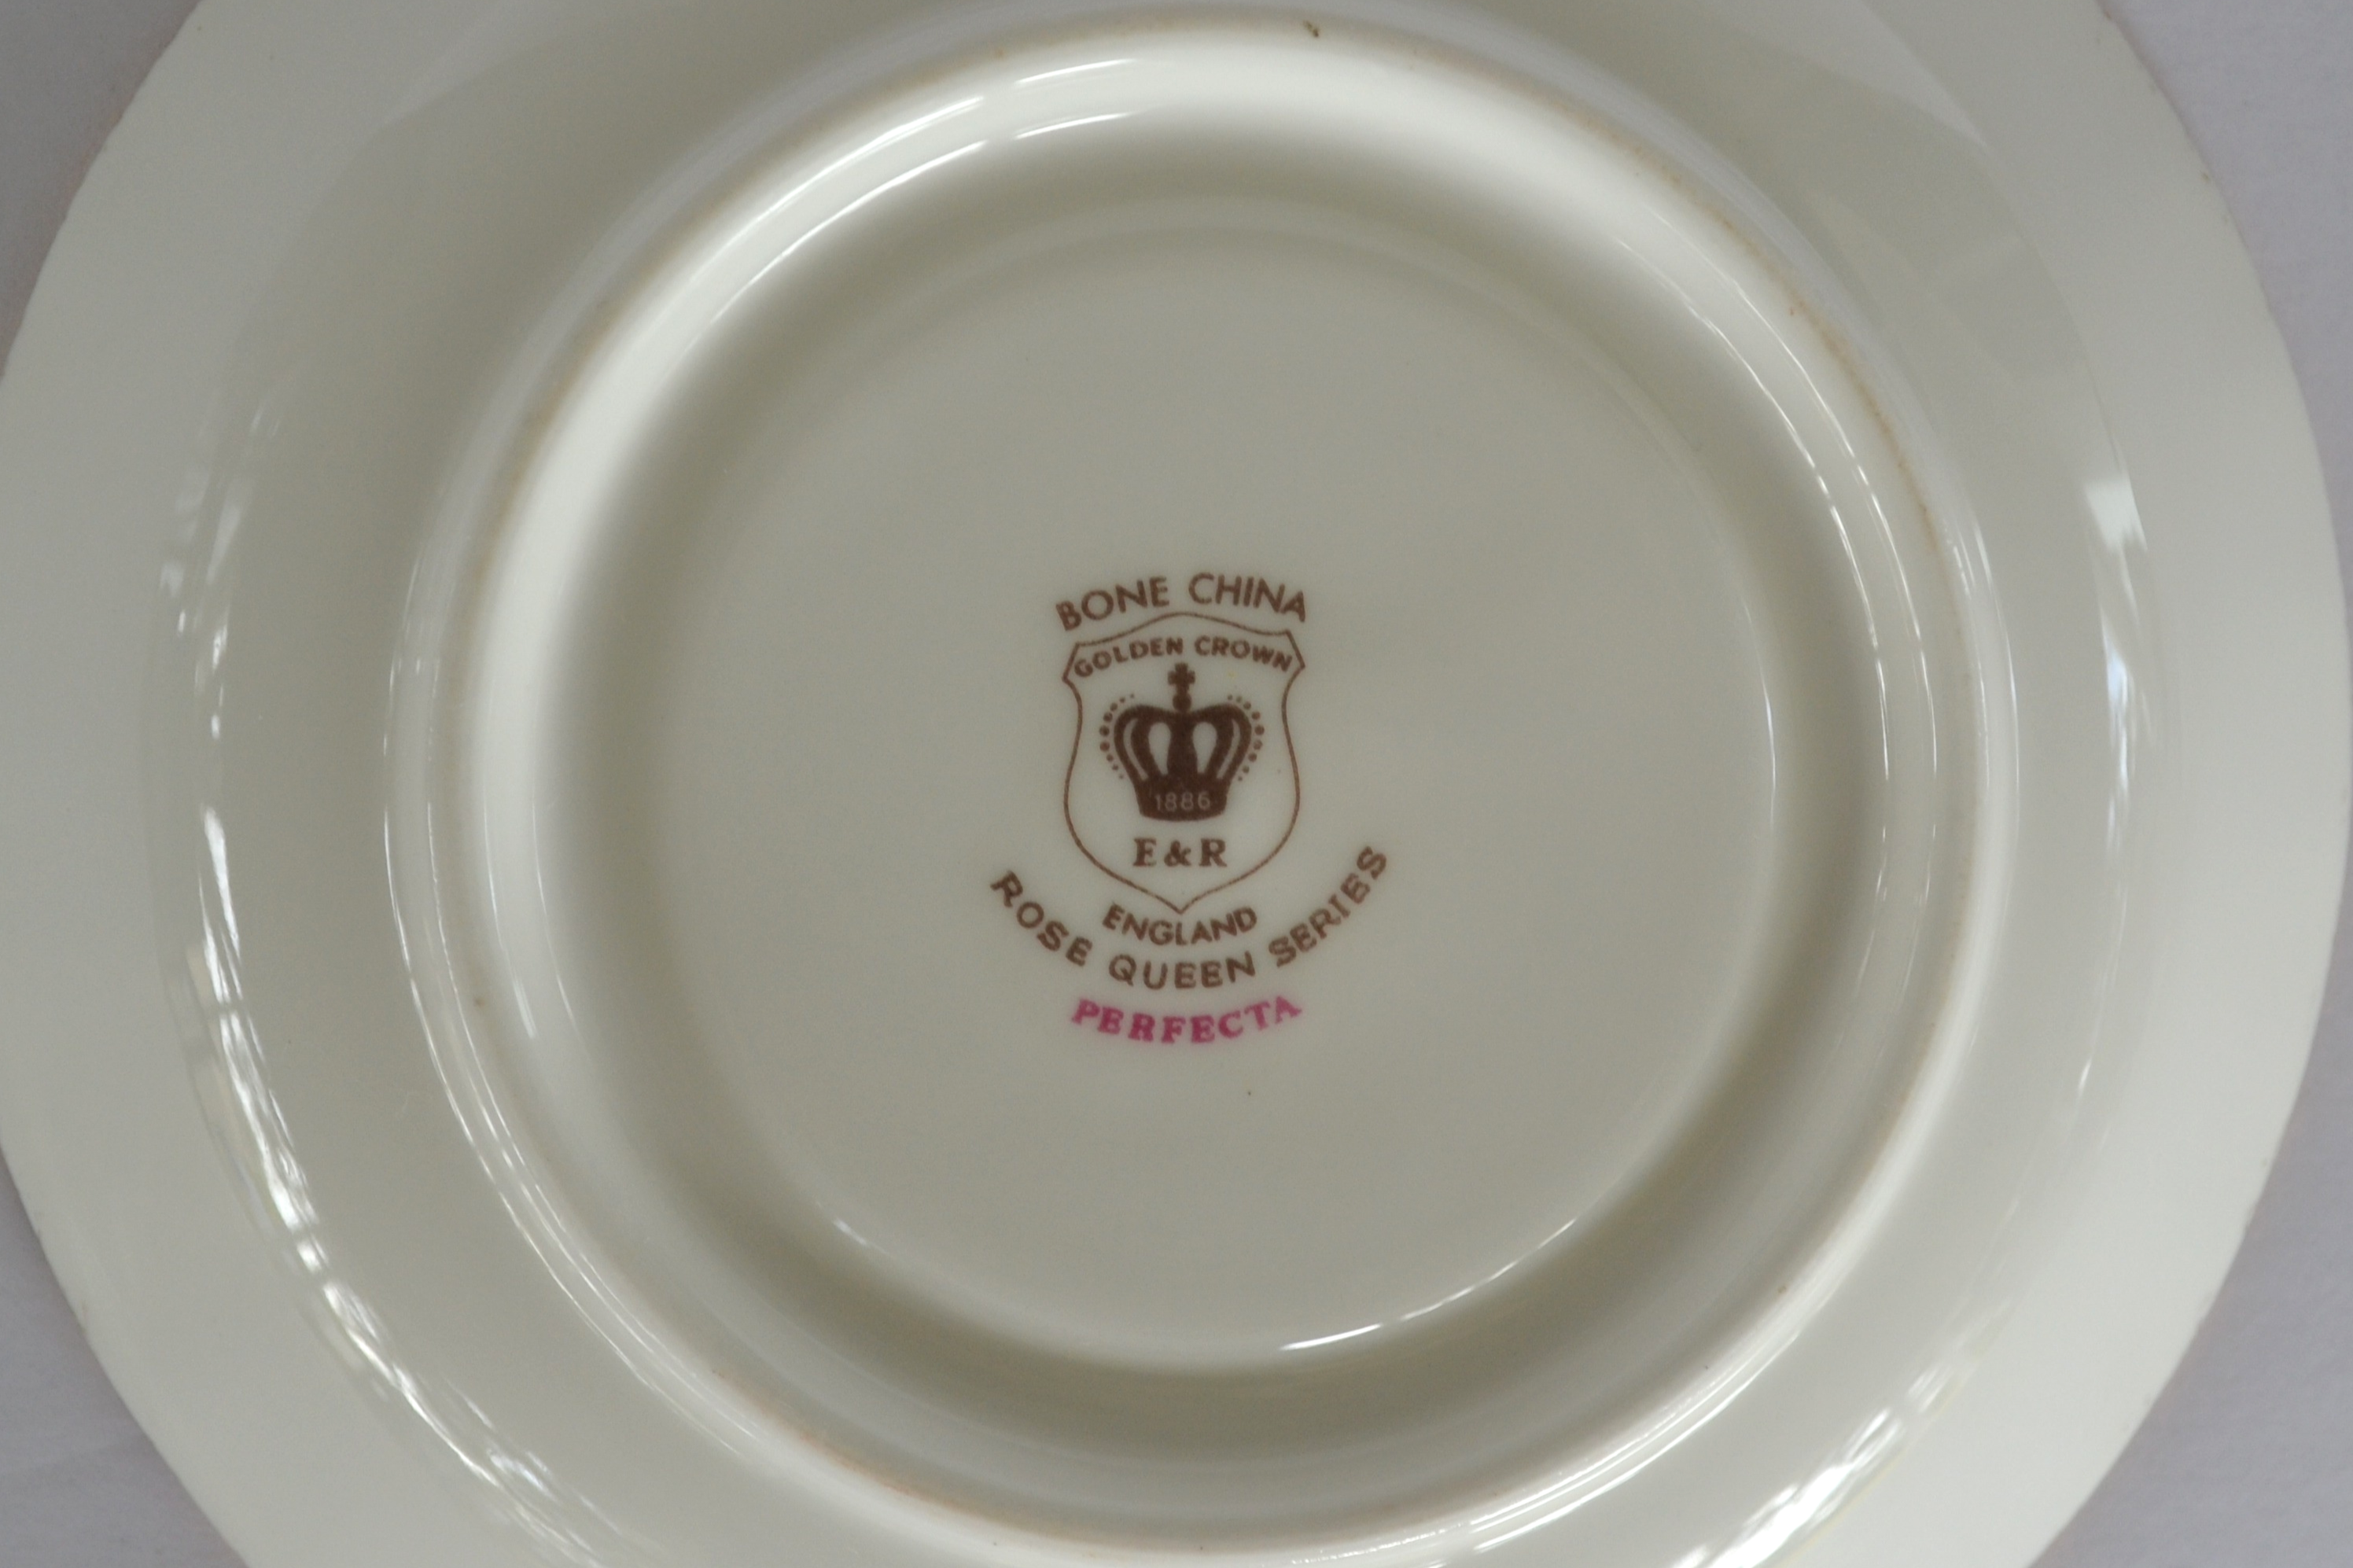 BONE CHINA
GOLDEN CROWN
1886
E & R
ENGLAND
ROSE QUEEN SERIES
PERFECTA